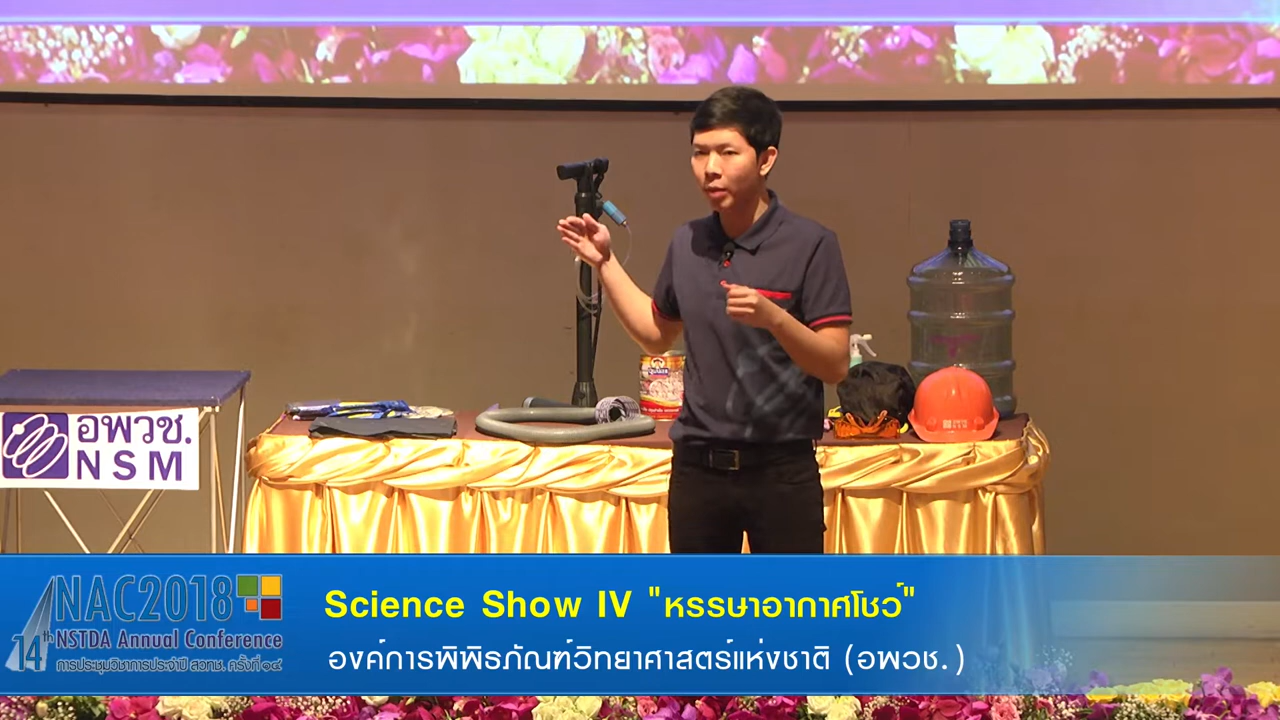 QUAKER
อพวช.
NSM
NSM
NAC2018
14th NSTDA Annual Conference
การประชุมวิชาการประจำปี สวทช. ครั้งที่ ๑๔
Science Show IV "หรรษาอากาศโชว์"
องค์การพิพิธภัณฑ์วิทยาศาสตร์แห่งชาติ (อพวช.)